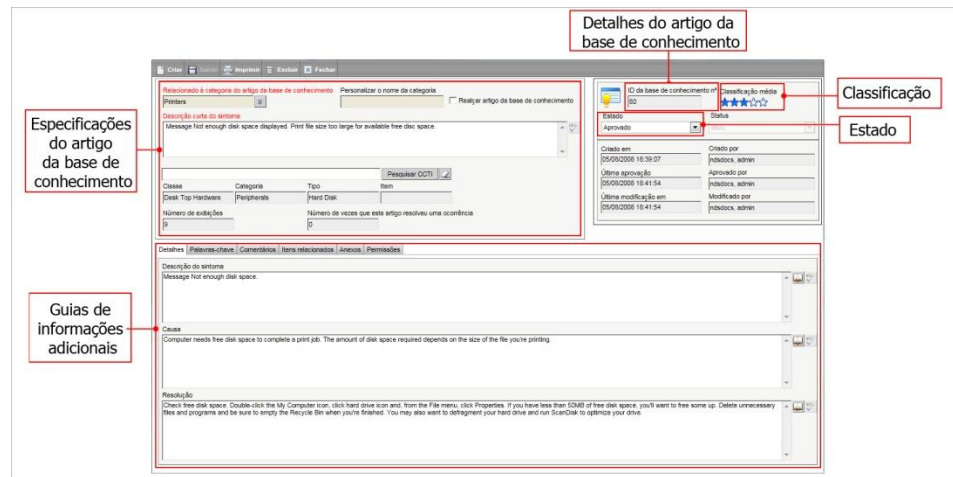 Detalhes do artigo da
base de conhecimento
Criar Salvar Imprimir Excluir Fechar
Relacionado à categoria do artigo da base de conhecimento Personalizar o nome da categoria
Printers
Realçar artigo da base de conhecimento
Descrição curta do sintoma
Message Not enough disk space displayed. Print file size too large for available free disc space.
ID da base de conhecimento nº Classificação média
60
Classificação
Estado Status
Aprovado
Estado
Especificações
do artigo
da base de
conhecimento
Criado em Criado por
05/08/2008 16:39:07 ndsdocs, admin
Pesquisar CCTI
Última aprovação Aprovado por
05/08/2008 16:41:54 ndsdocs, admin
Classe Categoria Tipo Item
Desk Top Hardware Peripherals Hard Disk
Última modificação em Modificado por
05/08/2008 16:41:54 ndsdocs, admin
Número de exibições Número de vezes que este artigo resolveu uma ocorrência
9 0
Detalhes Palavras-chave Comentários Itens relacionados Anexos Permissões
Descrição do sintoma
Message Not enough disk space.
Guias de
informações
adicionais
Causa
Computer needs free disk space to complete a print job. The amount of disk space required depends on the size of the file you're printing.
Resolução
Check free disk space. Double-click the My Computer icon, click hard drive icon and, from the File menu, click Properties. If you have less than 50MB of free disk space, you'll want to free some up. Delete unnecessary
files and programs and be sure to empty the Recycle Bin when you're finished. You may also want to defragment your hard drive and run ScanDisk to optimize your drive.